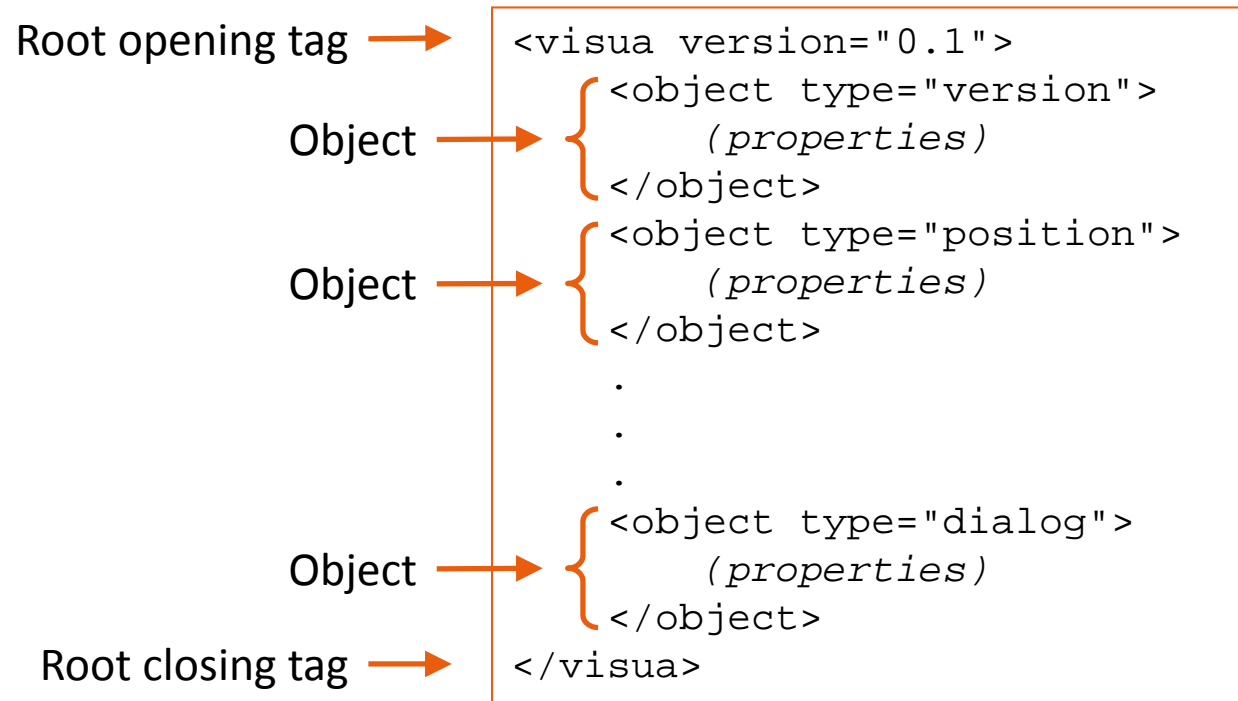 Root opening tag <visua version="0.1">
<object type="version">
Object (properties)
</object>
<object type="position">
Object (properties)
</object>
.
.
.
<object type="dialog">
Object (properties)
</object>
Root closing tag </visua>